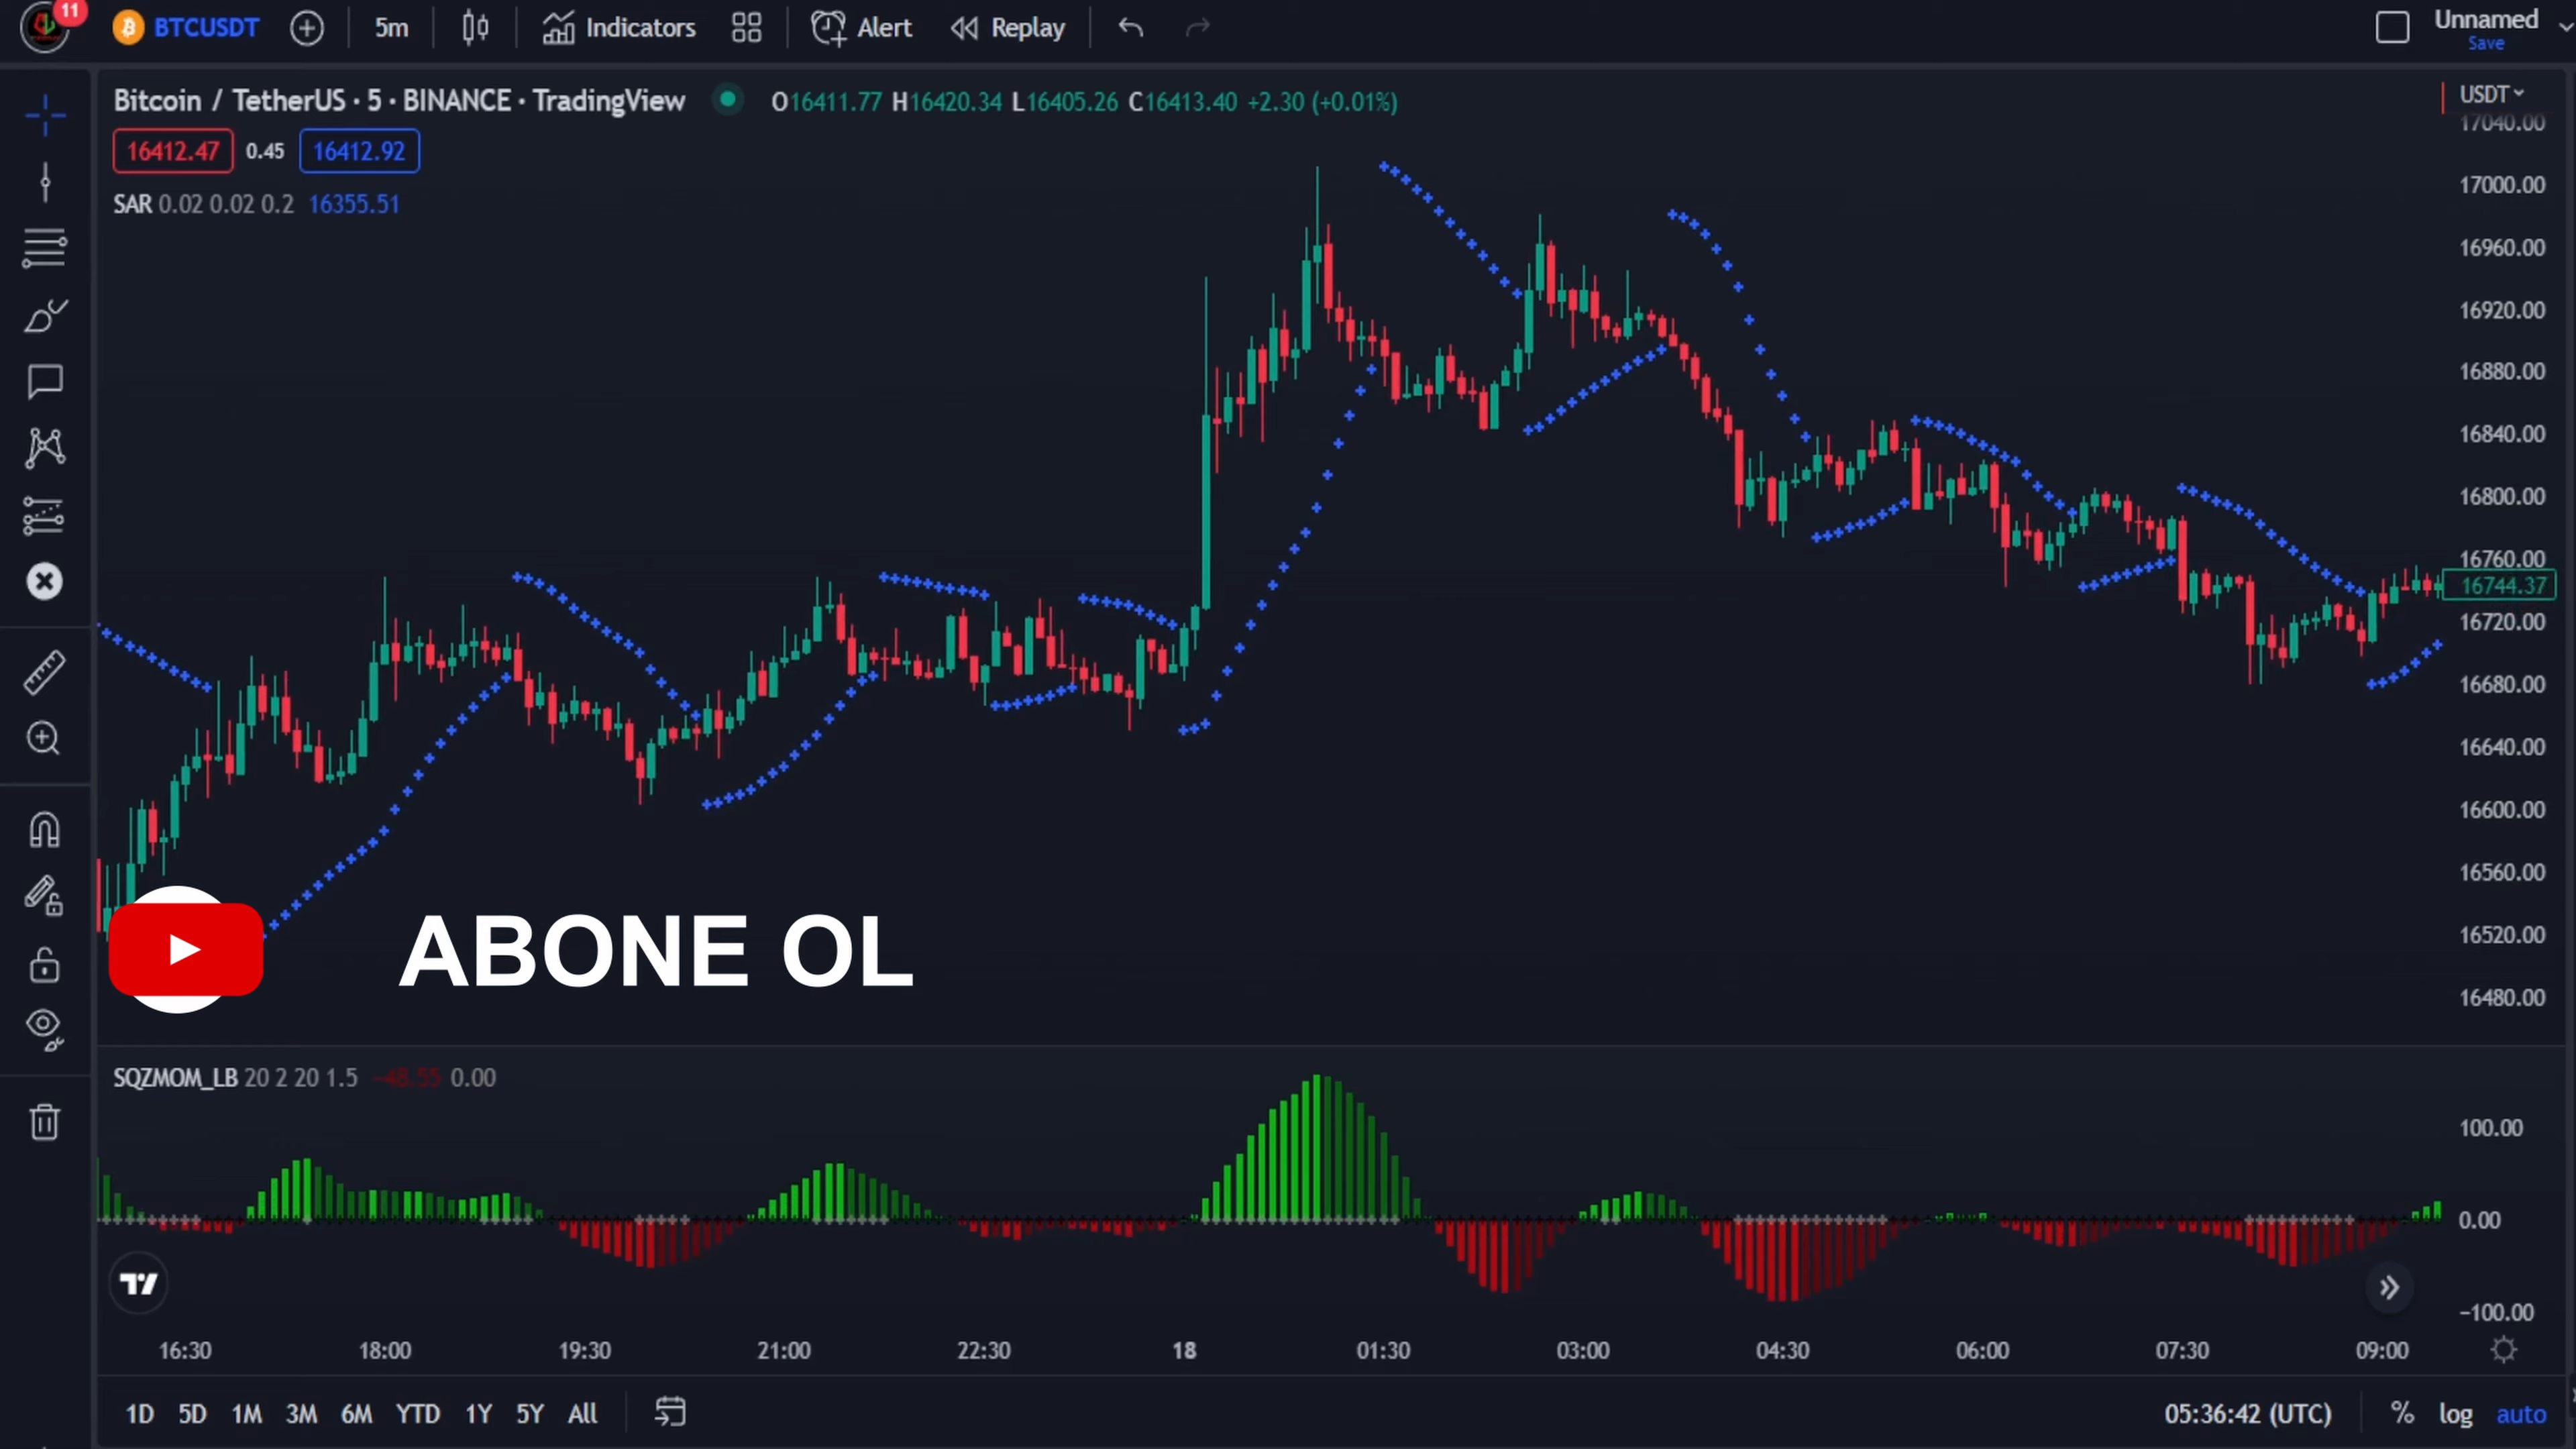 11
BTCUSDT 5m Indicators Alert Replay Unnamed
Save
Bitcoin / TetherUS · 5 · BINANCE · TradingView O16411.77 H16420.34 L16405.26 C16413.40 +2.30 (+0.01%)
USDT
16412.47 0.45 16412.92
SAR 0.02 0.02 0.2 16355.51
17040.00
17000.00
16960.00
16920.00
16880.00
16840.00
16800.00
16760.00
16744.37
16720.00
16680.00
16640.00
16600.00
16560.00
16520.00
16480.00
ABONE OL
SQZMOM_LB 20 2 20 1.5 −48.55 0.00
100.00
0.00
−100.00
16:30 18:00 19:30 21:00 22:30 18 01:30 03:00 04:30 06:00 07:30 09:00
1D 5D 1M 3M 6M YTD 1Y 5Y All 05:36:42 (UTC) % log auto